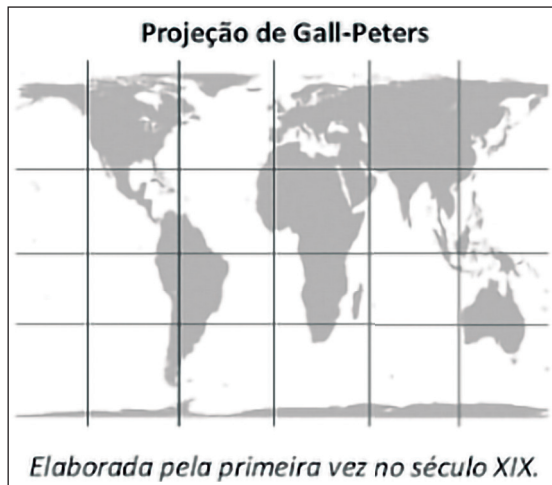 Projeção de Gall-Peters
Elaborada pela primeira vez no século XIX.